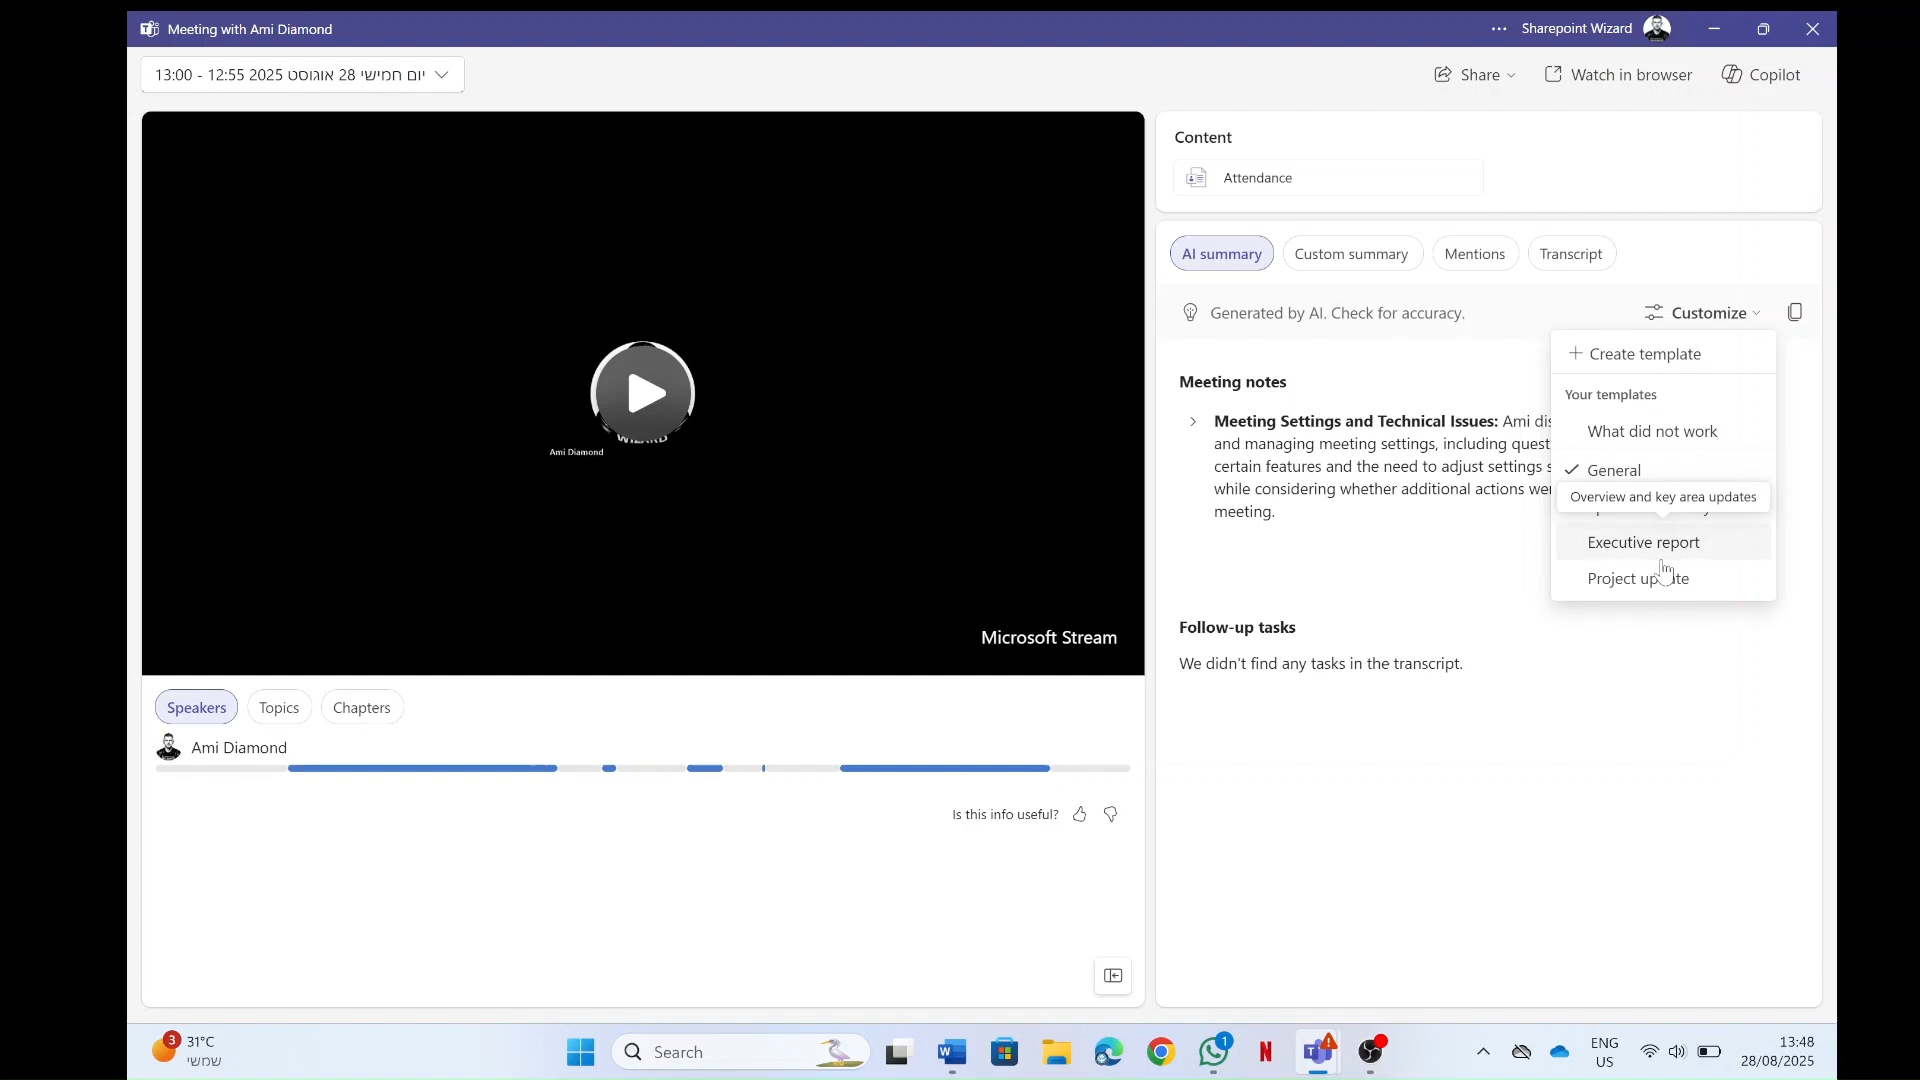 Meeting with Ami Diamond
Sharepoint Wizard
יום חמישי 28 אוגוסט 2025 12:55 - 13:00
Share
Watch in browser
Copilot
Content
Attendance
AI summary
Custom summary
Mentions
Transcript
Generated by AI. Check for accuracy.
Customize
Create template
Your templates
What did not work
General
Overview and key area updates
Executive report
Project update
Meeting notes
Meeting Settings and Technical Issues: Ami
and managing meeting settings, including
certain features and the need to adjust settings
while considering whether additional actions
meeting.
Follow-up tasks
We didn't find any tasks in the transcript.
WIZARD
Ami Diamond
Microsoft Stream
Speakers
Topics
Chapters
Ami Diamond
Is this info useful?
3
31°C
שמשי
Search
1
ENG
US
13:48
28/08/2025